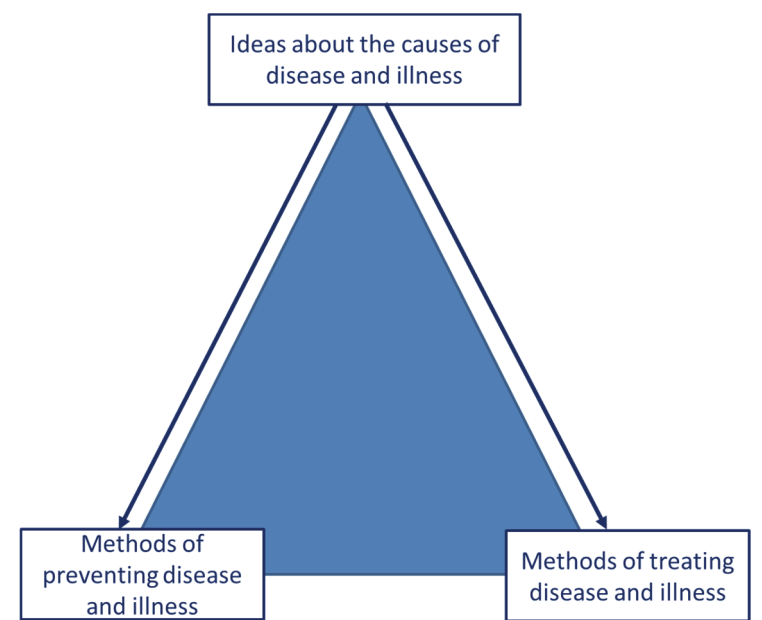 Ideas about the causes of
disease and illness
Methods of
preventing disease
and illness
Methods of treating
disease and illness